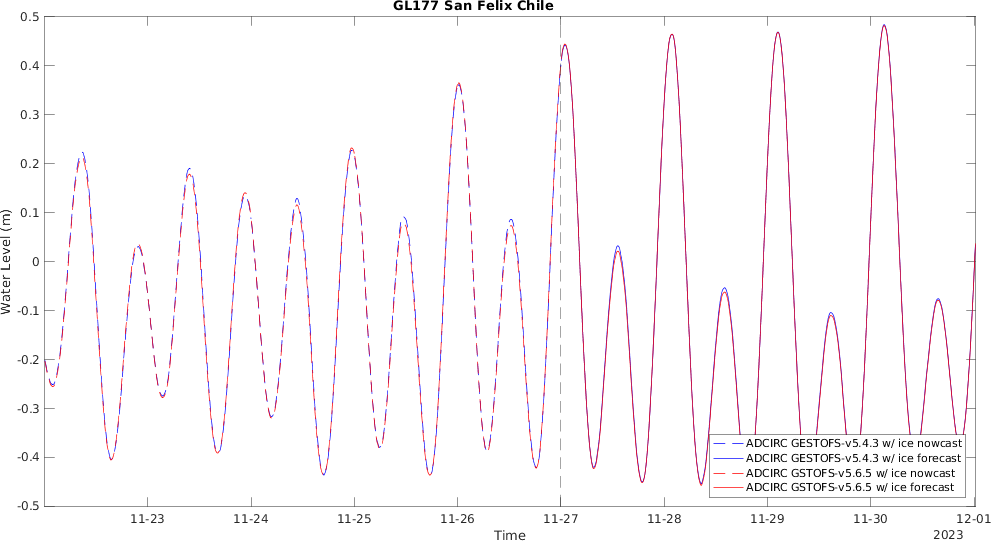 GL177 San Felix Chile
0.5
0.4
0.3
0.2
0.1
0
-0.1
-0.2
-0.3
-0.4
-0.5
Water Level (m)
ADCIRC GESTOFS-v5.4.3 w/ ice nowcast
ADCIRC GESTOFS-v5.4.3 w/ ice forecast
ADCIRC GSTOFS-v5.6.5 w/ ice nowcast
ADCIRC GSTOFS-v5.6.5 w/ ice forecast
11-23 11-24 11-25 11-26 11-27 11-28 11-29 11-30 12-01
Time
2023